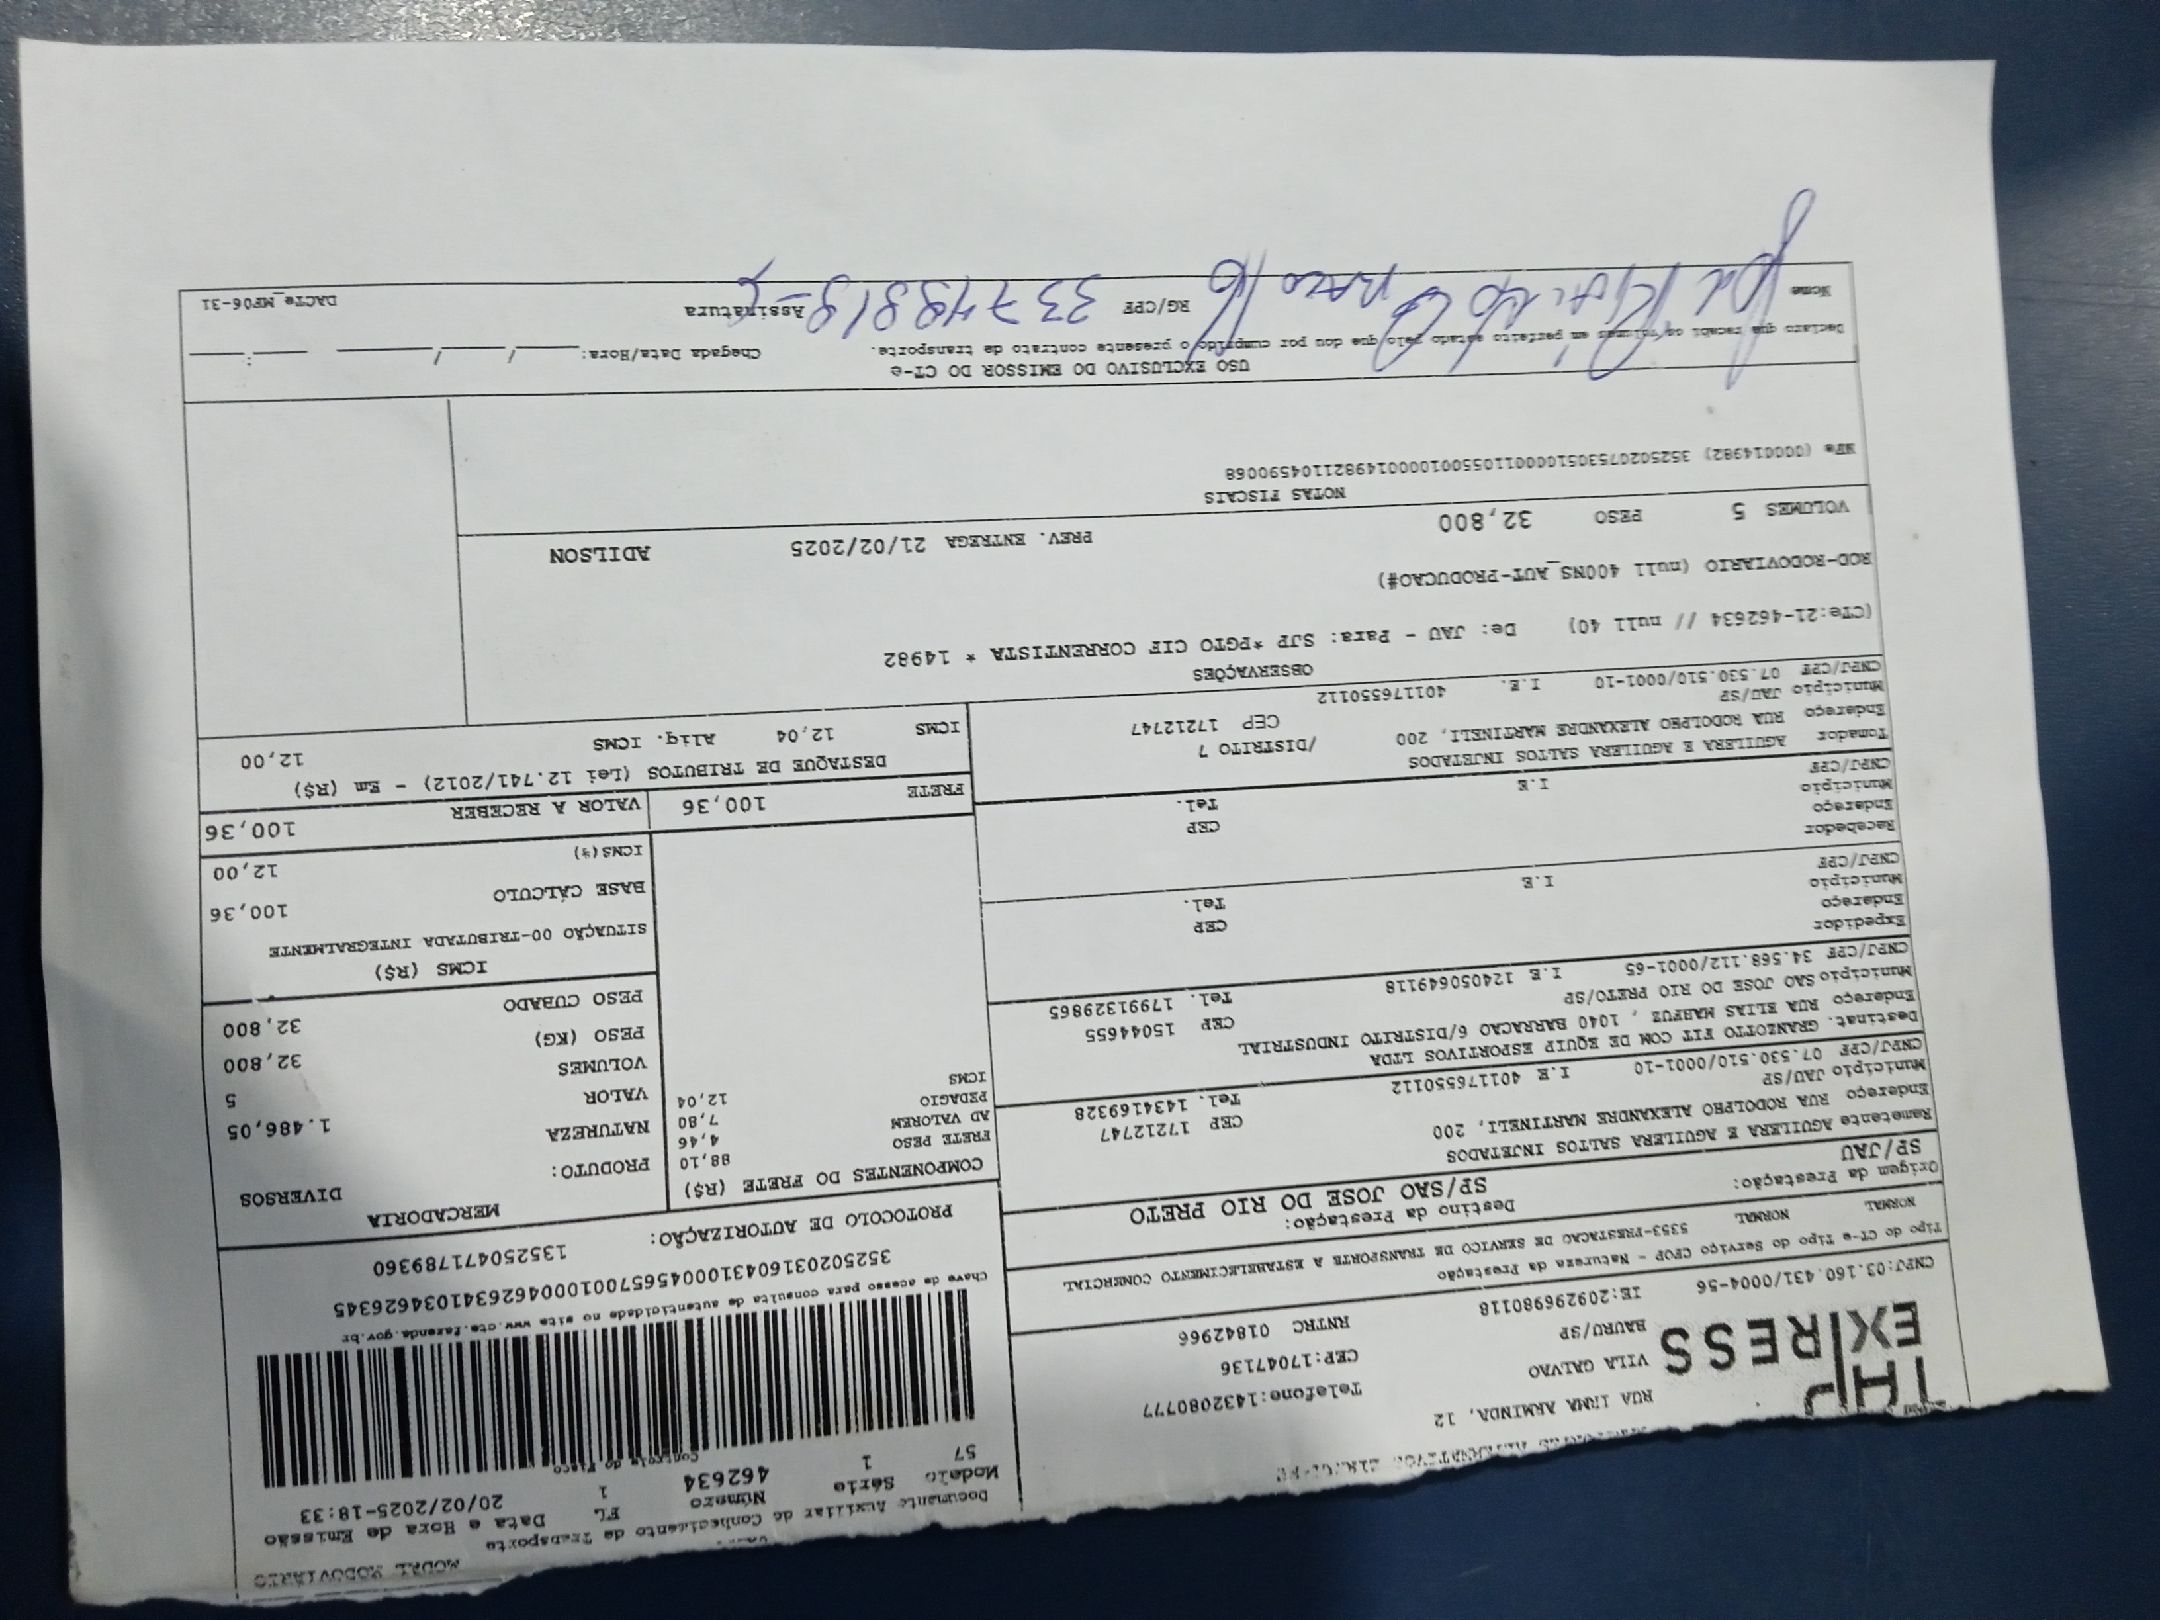 MODAL RODOVIÁRIO
Documento Auxiliar do Conhecimento de Transporte
Modelo Série Número FL Data e Hora de Emissão
57 1 462634 1 20/02/2025-18:33
Controle do Fisco
THP
EXPRESS
RUA IRMA ARMINDA, 12 Telefone:1432080777
VILA GALVAO CEP:17047136
BAURU/SP RNTRC 01842966
CNPJ:03.160.431/0004-56 IE:209296980118
Chave de acesso para consulta de autenticidade no site www.cte.fazenda.gov.br
35250203160431000456570010004626341034626345
PROTOCOLO DE AUTORIZAÇÃO: 135250471789360
Tipo do CT-e Tipo do Serviço CFOP - Natureza da Prestação
NORMAL NORMAL 5353-PRESTACAO DE SERVICO DE TRANSPORTE A ESTABELECIMENTO COMERCIAL
Origem da Prestação: Destino da Prestação:
SP/JAU SP/SAO JOSE DO RIO PRETO
Remetente AGUILERA E AGUILERA SALTOS INJETADOS
Endereço RUA RODOLPHO ALEXANDRE MARTINELI, 200 CEP 17212747
Município JAU/SP Tel. 1434169328
CNPJ/CPF 07.530.510/0001-10 I.E 401176550112
Destinat. GRANZOTTO FIT COM DE EQUIP ESPORTIVOS LTDA
Endereço RUA ELIAS MAHFUZ , 1040 BARRACAO 6/DISTRITO INDUSTRIAL
Município SAO JOSE DO RIO PRETO/SP CEP 15044655
CNPJ/CPF 34.568.112/0001-65 I.E 124050649118 Tel. 17991329865
Expedidor
Endereço CEP
Município Tel.
CNPJ/CPF I.E
Recebedor
Endereço CEP
Município Tel.
CNPJ/CPF I.E
Tomador AGUILERA E AGUILERA SALTOS INJETADOS
Endereço RUA RODOLPHO ALEXANDRE MARTINELI, 200 /DISTRITO 7
Município JAU/SP CEP 17212747
CNPJ/CPF 07.530.510/0001-10 I.E. 401176550112
COMPONENTES DO FRETE (R$)
FRETE PESO 88,10
AD VALOREM 4,46
PEDAGIO 7,80
ICMS 12,04
MERCADORIA
PRODUTO: DIVERSOS
NATUREZA
VALOR 1.486,05
VOLUMES 5
PESO (KG) 32,800
PESO CUBADO 32,800
ICMS (R$)
SITUAÇÃO 00-TRIBUTADA INTEGRALMENTE
BASE CÁLCULO 100,36
ICMS(%) 12,00
FRETE 100,36 VALOR A RECEBER 100,36
DESTAQUE DE TRIBUTOS (Lei 12.741/2012) - Em (R$)
ICMS 12,04 Aliq. ICMS 12,00
OBSERVAÇÕES
(CTe:21-462634 // null 40) De: JAU - Para: SJP *PGTO CIF CORRENTISTA * 14982
ROD-RODOVIARIO (null 400NS_AUT-PRODUCAO#)
VOLUMES 5 PESO 32,800 PREV. ENTREGA 21/02/2025 ADILSON
NOTAS FISCAIS
NFe (00014982) 35250207530510000110550010000149821104590068
USO EXCLUSIVO DO EMISSOR DO CT-e
Declaro que recebi os volumes em perfeito estado pelo que dou por cumprido o presente contrato de transporte. Chegada Data/Hora: ____/____/____ ___:___
Nome RG/CPF Assinatura DACTe_MF06-31